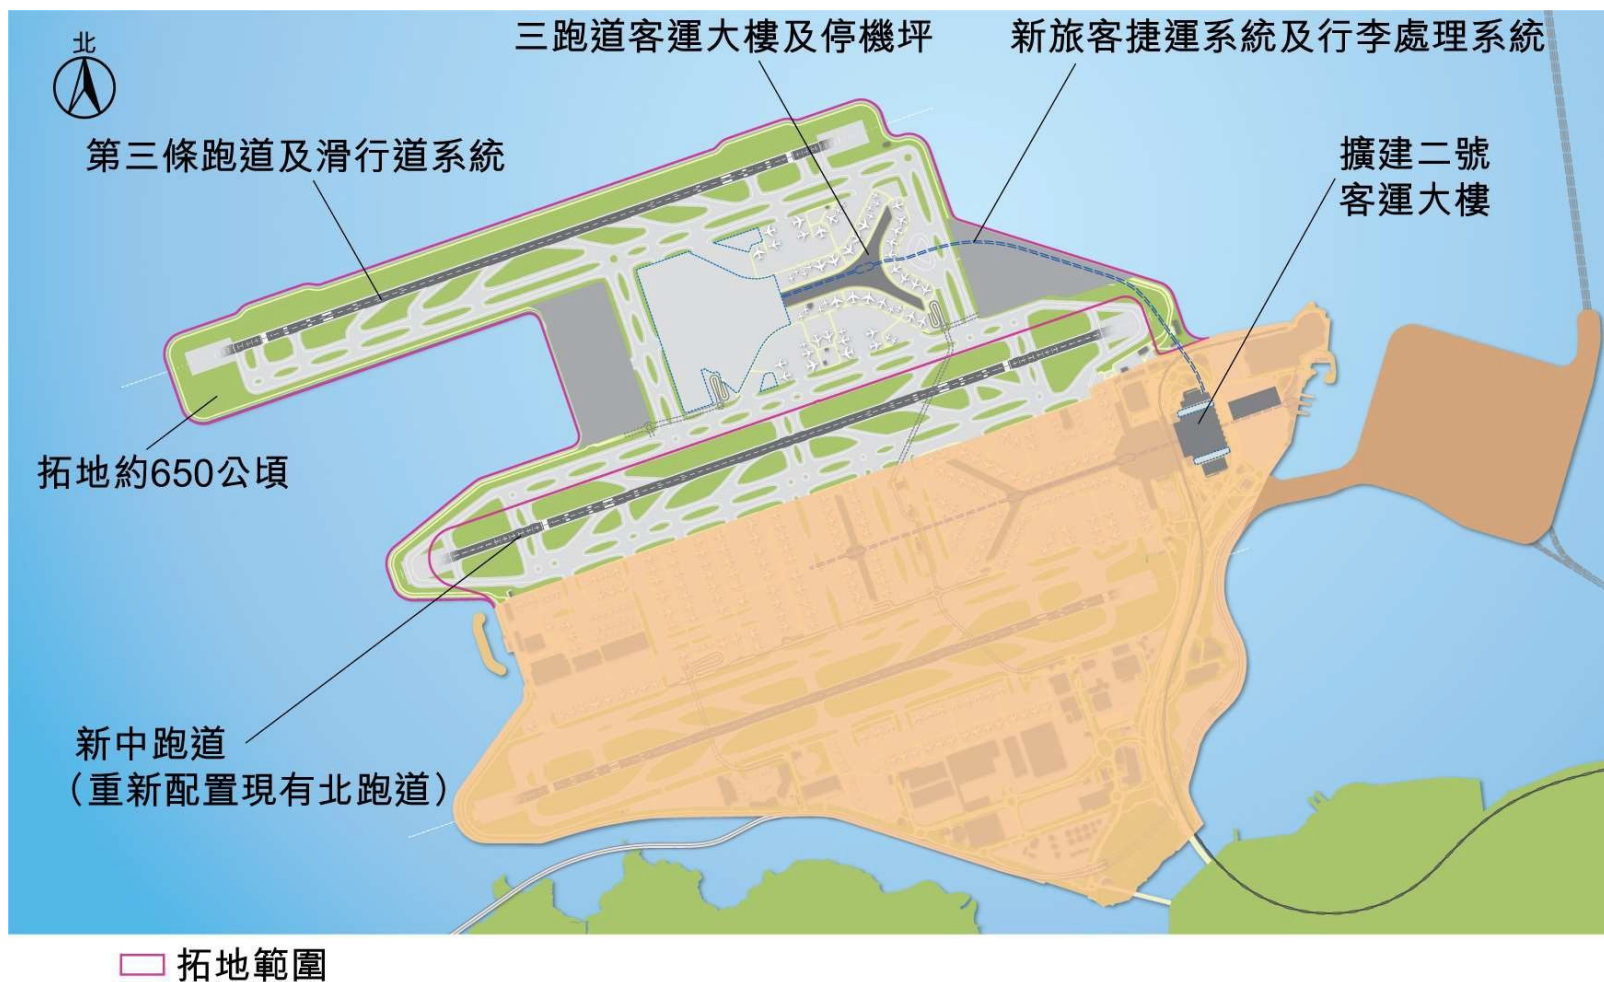 三跑道客運大樓及停機坪
新旅客捷運系統及行李處理系統
北
第三條跑道及滑行道系統
擴建二號
客運大樓
拓地約650公頃
新中跑道
（重新配置現有北跑道）
拓地範圍